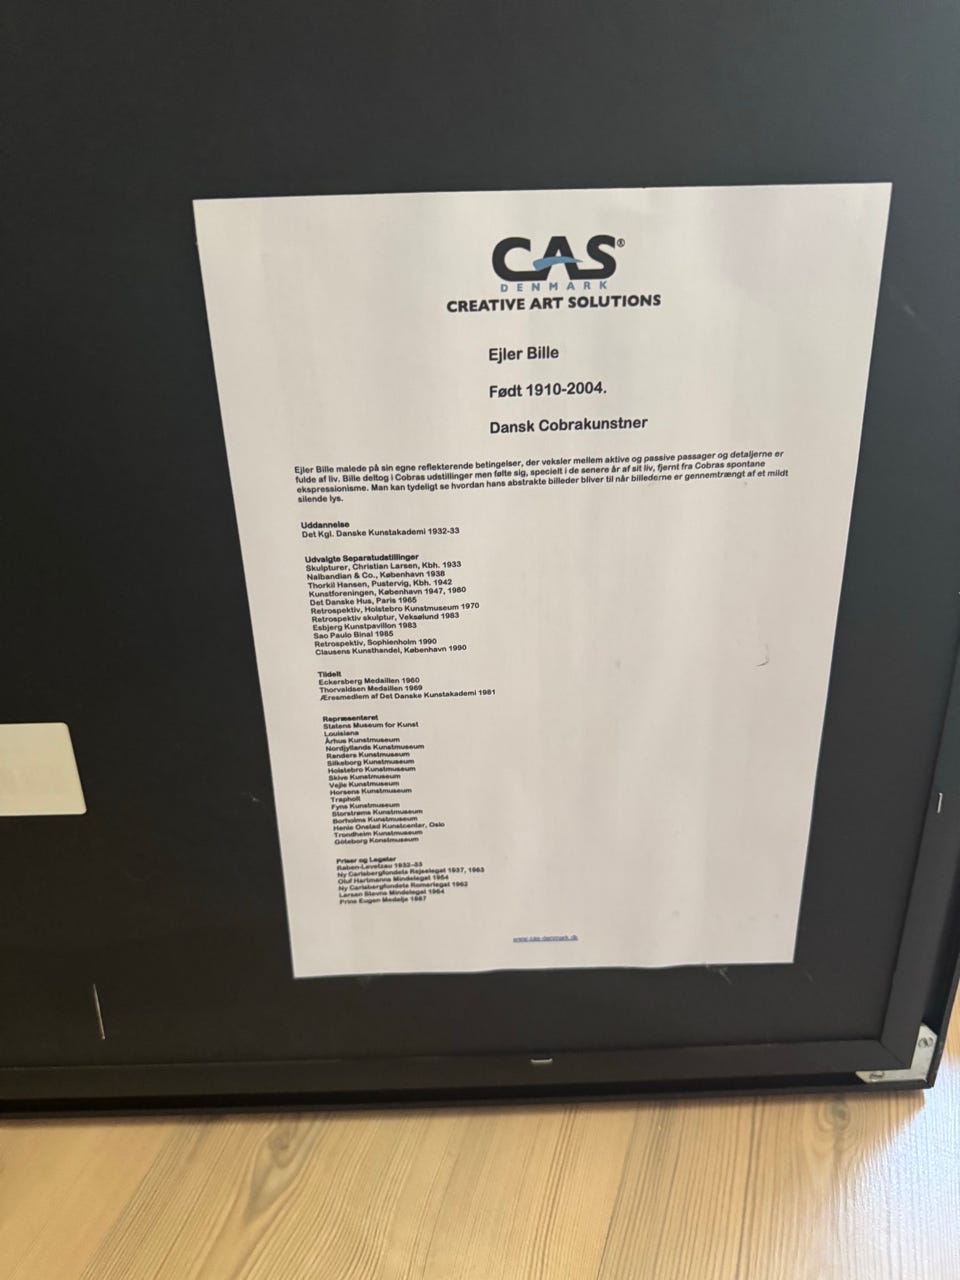 CAS®
DENMARK
CREATIVE ART SOLUTIONS
Ejler Bille
Født 1910-2004.
Dansk Cobrakunstner
Ejler Bille malede på sin egne reflekterende betingelser, der veksler mellem aktive og passive passager og detaljerne er
fulde af liv. Bille deltog i Cobras udstillinger men følte sig, specielt i de senere år af sit liv, fjernt fra Cobras spontane
ekspressionisme. Man kan tydeligt se hvordan hans abstrakte billeder bliver til når billederne er gennemtrængt af et mildt
silende lys.
Uddannelse
Det Kgl. Danske Kunstakademi 1932-33
Udvalgte Separatudstillinger
Skulpturer, Christian Larsen, Kbh. 1933
Nalbandian & Co., København 1938
Thorkil Hansen, Pustervig, Kbh. 1942
Kunstforeningen, København 1947, 1980
Det Danske Hus, Paris 1965
Retrospektiv, Holstebro Kunstmuseum 1970
Retrospektiv skulptur, Veksølund 1983
Esbjerg Kunstpavillon 1983
Sao Paulo Binal 1985
Retrospektiv, Sophienholm 1990
Clausens Kunsthandel, København 1990
Tildelt
Eckersberg Medaillen 1960
Thorvaldsen Medaillen 1969
Æresmedlem af Det Danske Kunstakademi 1981
Repræsenteret
Statens Museum for Kunst
Louisiana
Århus Kunstmuseum
Nordjyllands Kunstmuseum
Randers Kunstmuseum
Silkeborg Kunstmuseum
Holstebro Kunstmuseum
Skive Kunstmuseum
Vejle Kunstmuseum
Horsens Kunstmuseum
Trapholt
Fyns Kunstmuseum
Storstrøms Kunstmuseum
Borholms Kunstmuseum
Henie Onstad Kunstcenter, Oslo
Trondheim Kunstmuseum
Göteborg Konstmuseum
Priser og Legater
Raben-Levetzau 1932-33
Ny Carlsbergfondets Rejselegat 1937, 1963
Oluf Hartmanns Mindelegat 1954
Ny Carlsbergfondets Romerlegat 1962
Larsen Stevns Mindelegat 1964
Prins Eugen Medalje 1987
www.cas-denmark.dk